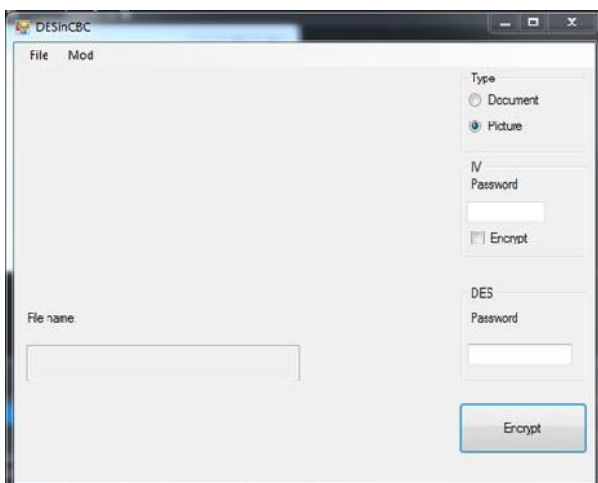 DESinCBC
File Mod
Type
Document
Picture
IV
Password
Encrypt
DES
File name:
Password
Encrypt